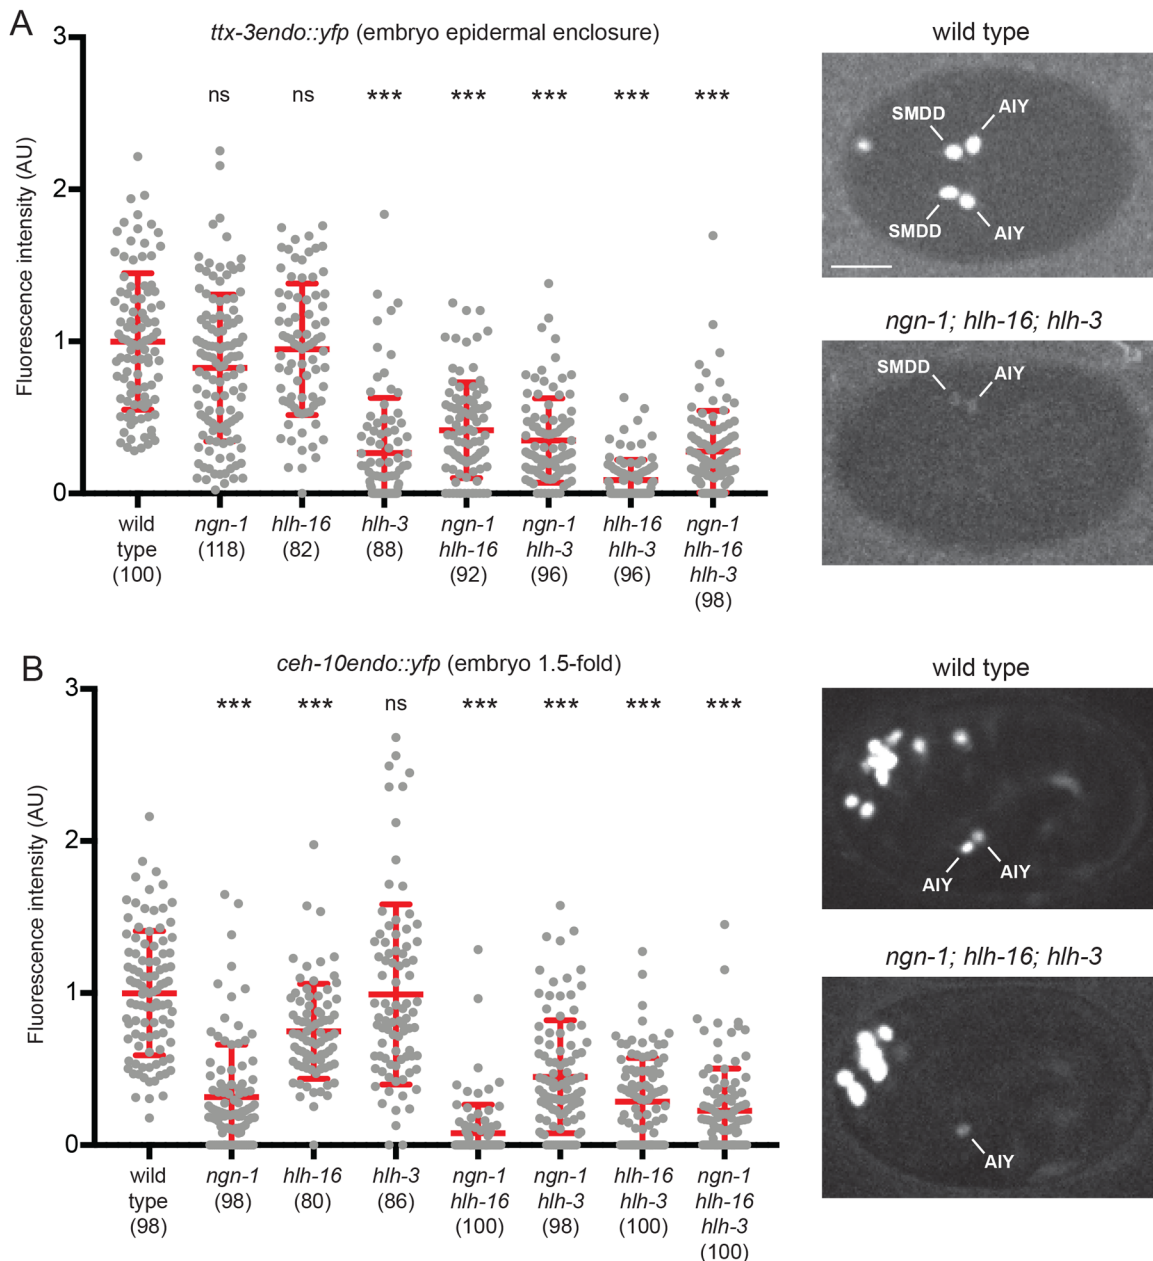 A
ttx-3endo::yfp (embryo epidermal enclosure)
3
2
1
0
Fluorescence intensity (AU)
ns
ns
***
***
***
***
***
wild type (100)
ngn-1 (118)
hlh-16 (82)
hlh-3 (88)
ngn-1 hlh-16 (92)
ngn-1 hlh-3 (96)
hlh-16 hlh-3 (96)
ngn-1 hlh-16 hlh-3 (98)
wild type
SMDD
AIY
SMDD
AIY
ngn-1; hlh-16; hlh-3
SMDD
AIY
B
ceh-10endo::yfp (embryo 1.5-fold)
3
2
1
0
Fluorescence intensity (AU)
***
***
ns
***
***
***
***
wild type (98)
ngn-1 (98)
hlh-16 (80)
hlh-3 (86)
ngn-1 hlh-16 (100)
ngn-1 hlh-3 (98)
hlh-16 hlh-3 (100)
ngn-1 hlh-16 hlh-3 (100)
wild type
AIY
AIY
ngn-1; hlh-16; hlh-3
AIY